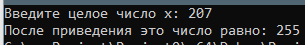 Введите целое число x: 207
После приведения это число равно: 255